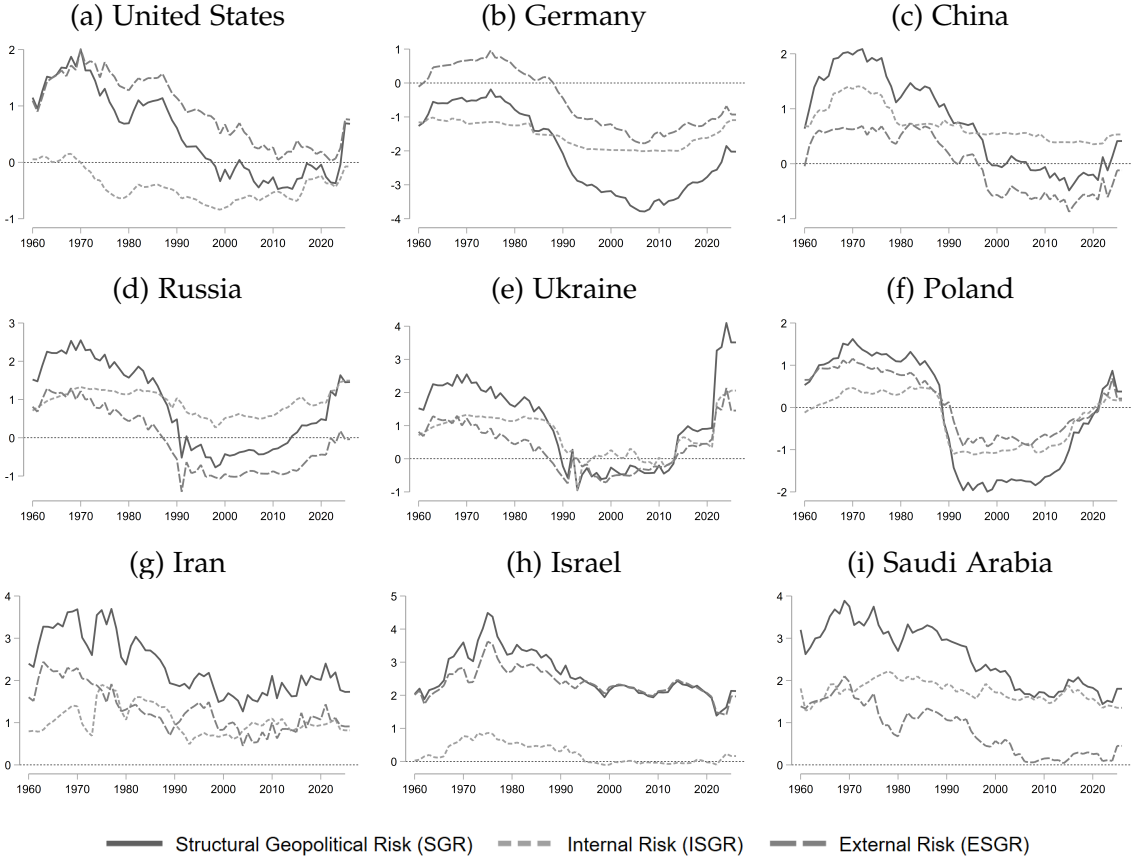 (a) United States
(b) Germany
(c) China
2
1
0
-1
1960 1970 1980 1990 2000 2010 2020
1
0
-1
-2
-3
-4
1960 1970 1980 1990 2000 2010 2020
2
1
0
-1
1960 1970 1980 1990 2000 2010 2020
(d) Russia
(e) Ukraine
(f) Poland
3
2
1
0
-1
1960 1970 1980 1990 2000 2010 2020
4
3
2
1
0
-1
1960 1970 1980 1990 2000 2010 2020
2
1
0
-1
-2
1960 1970 1980 1990 2000 2010 2020
(g) Iran
(h) Israel
(i) Saudi Arabia
4
3
2
1
0
1960 1970 1980 1990 2000 2010 2020
5
4
3
2
1
0
1960 1970 1980 1990 2000 2010 2020
4
3
2
1
0
1960 1970 1980 1990 2000 2010 2020
Structural Geopolitical Risk (SGR) Internal Risk (ISGR) External Risk (ESGR)